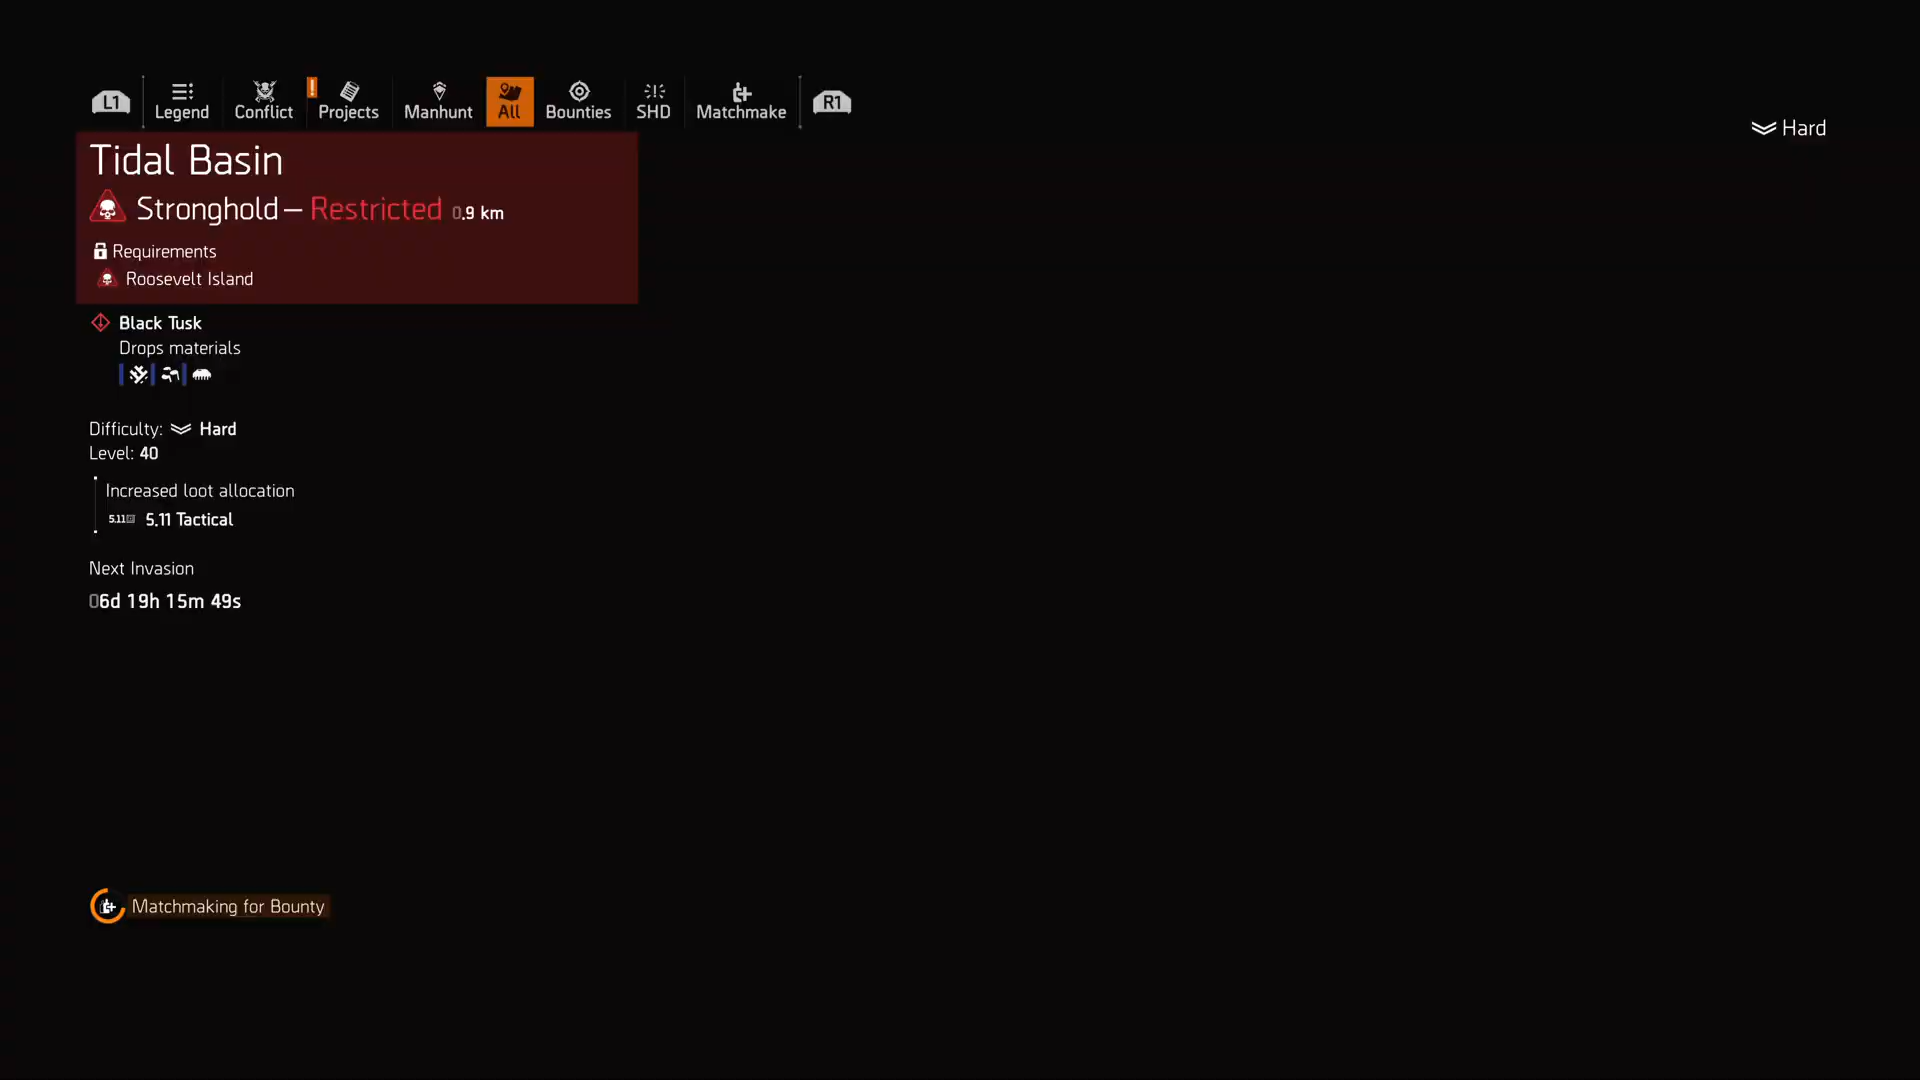 L1 Legend Conflict ! Projects Manhunt All Bounties SHD Matchmake R1
Hard
Tidal Basin
Stronghold – Restricted 0.9 km
Requirements
Roosevelt Island
Black Tusk
Drops materials
Difficulty: Hard
Level: 40
Increased loot allocation
5.11 5.11 Tactical
Next Invasion
06d 19h 15m 49s
Matchmaking for Bounty